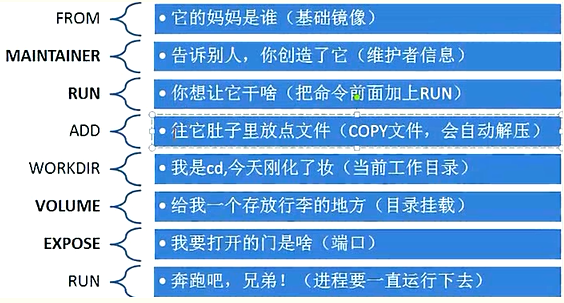 FROM
• 它的妈妈是谁（基础镜像）
MAINTAINER
• 告诉别人，你创造了它（维护者信息）
RUN
• 你想让它干啥（把命令前面加上RUN）
ADD
• 往它肚子里放点文件（COPY文件，会自动解压）
WORKDIR
• 我是cd,今天刚化了妆（当前工作目录）
VOLUME
• 给我一个存放行李的地方（目录挂载）
EXPOSE
• 我要打开的门是啥（端口）
RUN
• 奔跑吧，兄弟！（进程要一直运行下去）